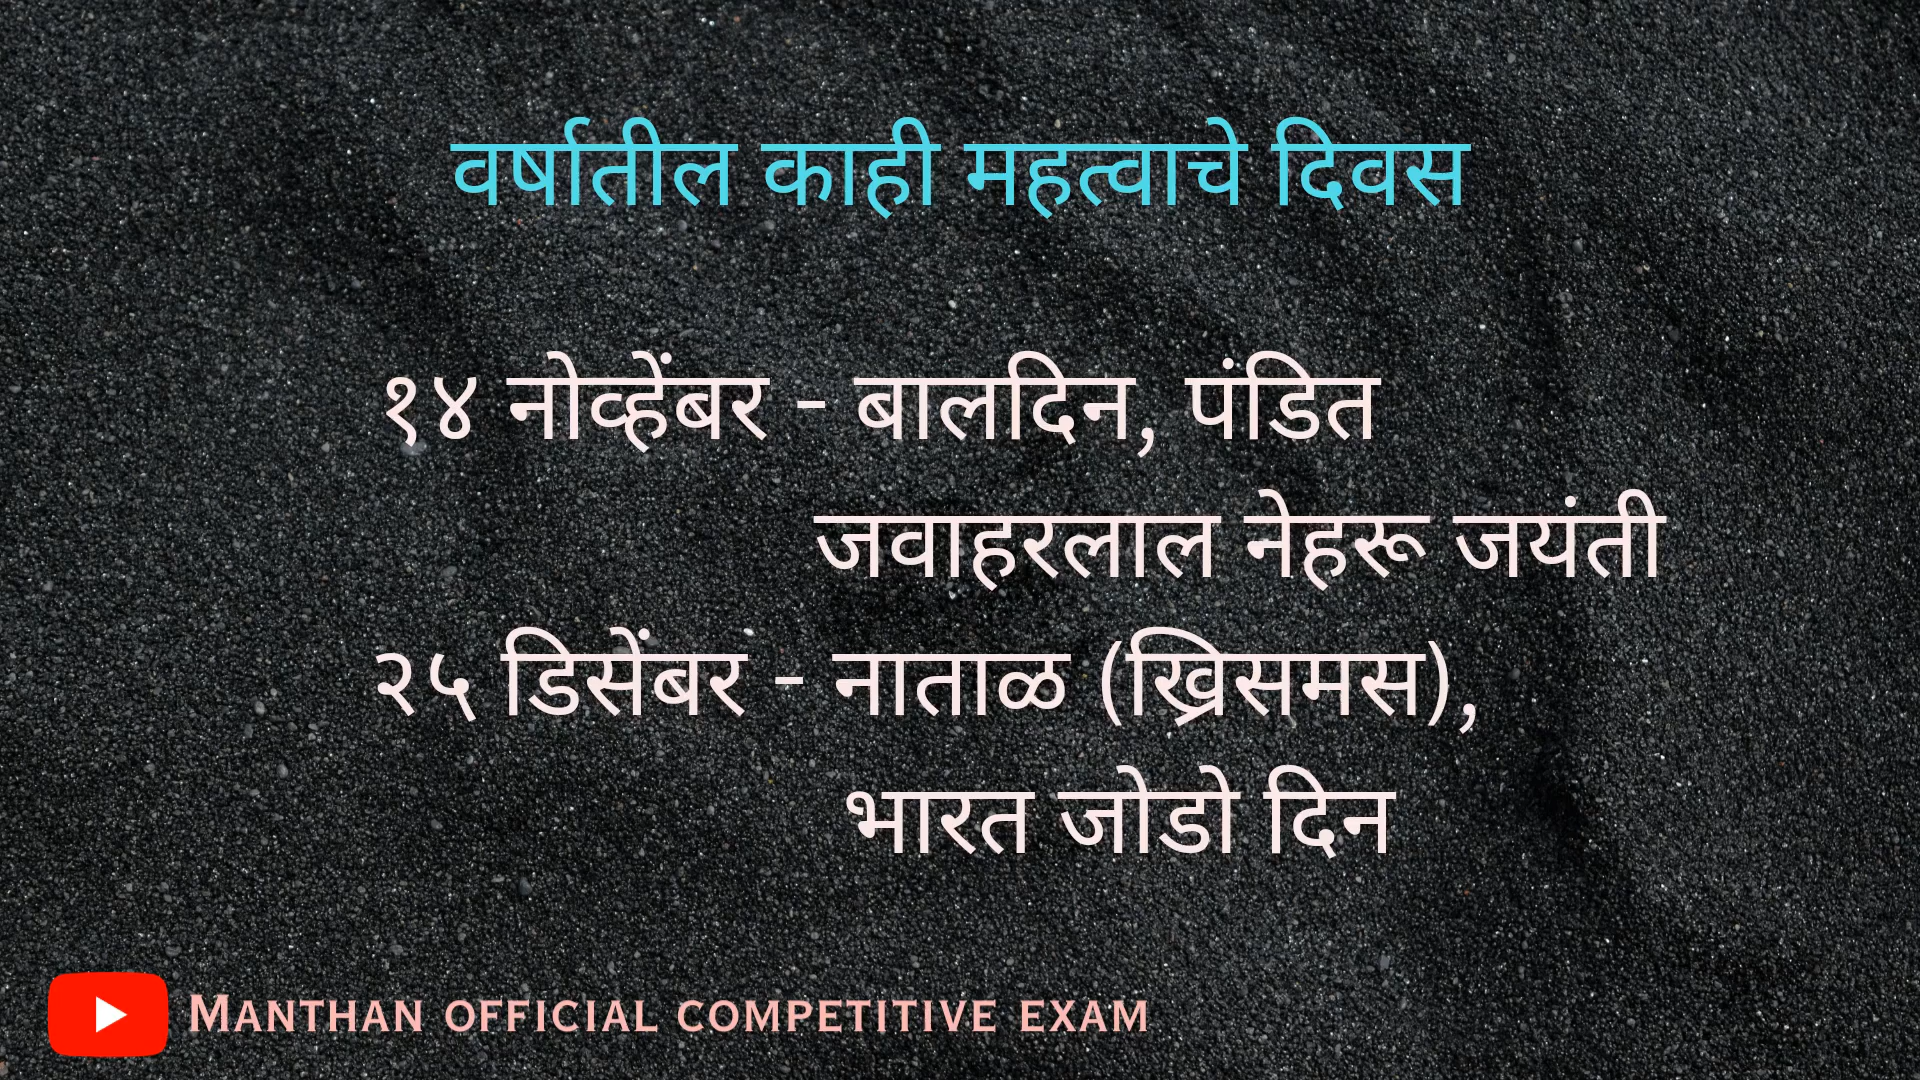 वर्षातील काही महत्वाचे दिवस
१४ नोव्हेंबर - बालदिन, पंडित
जवाहरलाल नेहरू जयंती
२५ डिसेंबर - नाताळ (ख्रिसमस),
भारत जोडो दिन
MANTHAN OFFICIAL COMPETITIVE EXAM